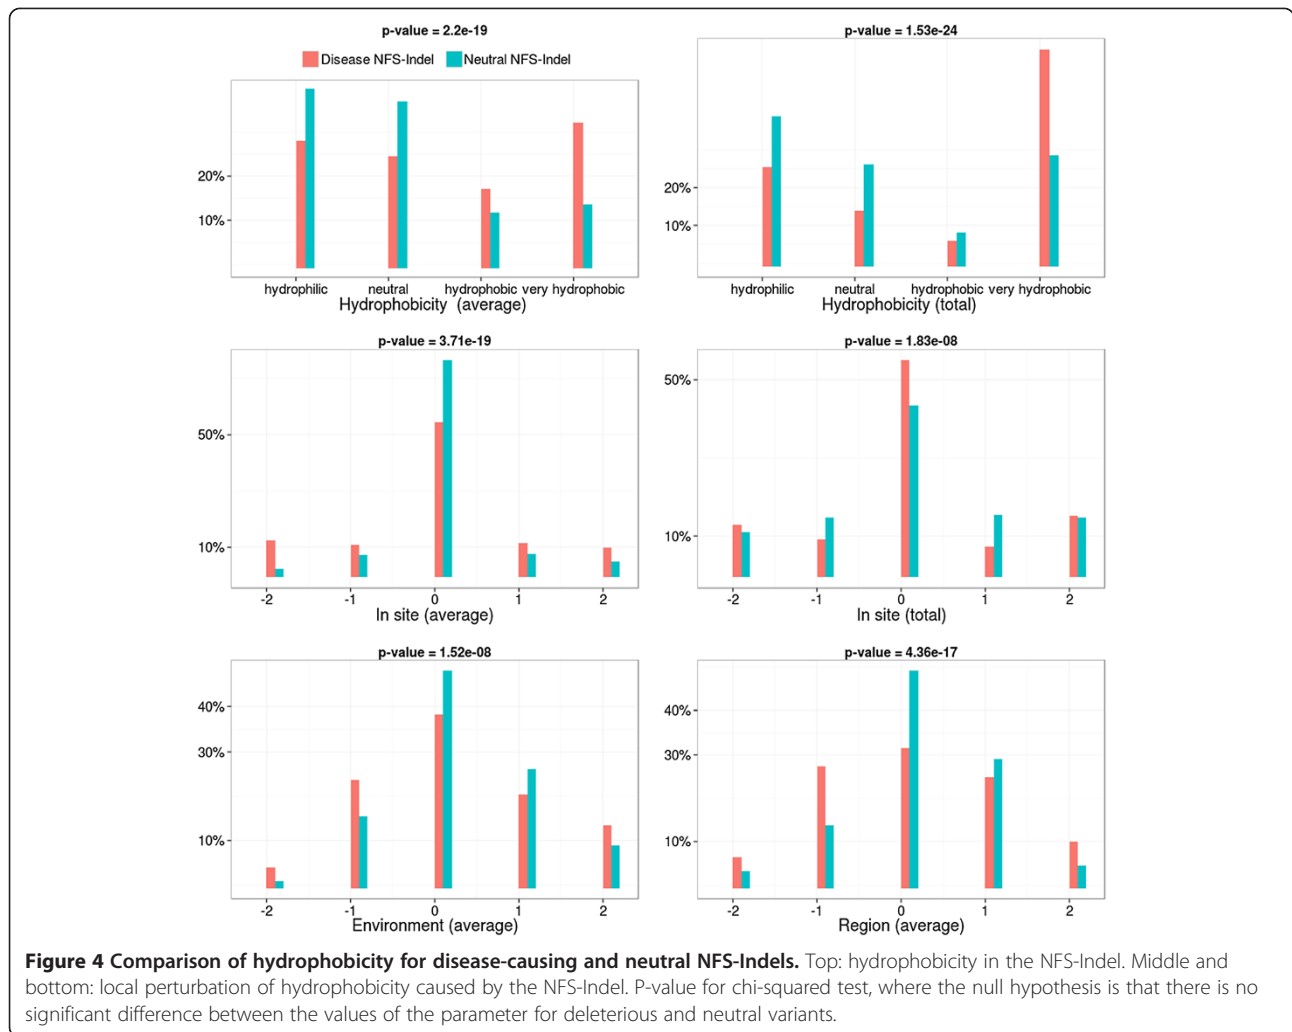 p-value = 2.2e-19
Disease NFS-Indel Neutral NFS-Indel
20%
10%
hydrophilic neutral hydrophobic very hydrophobic
Hydrophobicity (average)
p-value = 1.53e-24
20%
10%
hydrophilic neutral hydrophobic very hydrophobic
Hydrophobicity (total)
p-value = 3.71e-19
50%
10%
-2 -1 0 1 2
In site (average)
p-value = 1.83e-08
50%
10%
-2 -1 0 1 2
In site (total)
p-value = 1.52e-08
40%
30%
10%
-2 -1 0 1 2
Environment (average)
p-value = 4.36e-17
40%
30%
10%
-2 -1 0 1 2
Region (average)
Figure 4 Comparison of hydrophobicity for disease-causing and neutral NFS-Indels. Top: hydrophobicity in the NFS-Indel. Middle and
bottom: local perturbation of hydrophobicity caused by the NFS-Indel. P-value for chi-squared test, where the null hypothesis is that there is no
significant difference between the values of the parameter for deleterious and neutral variants.